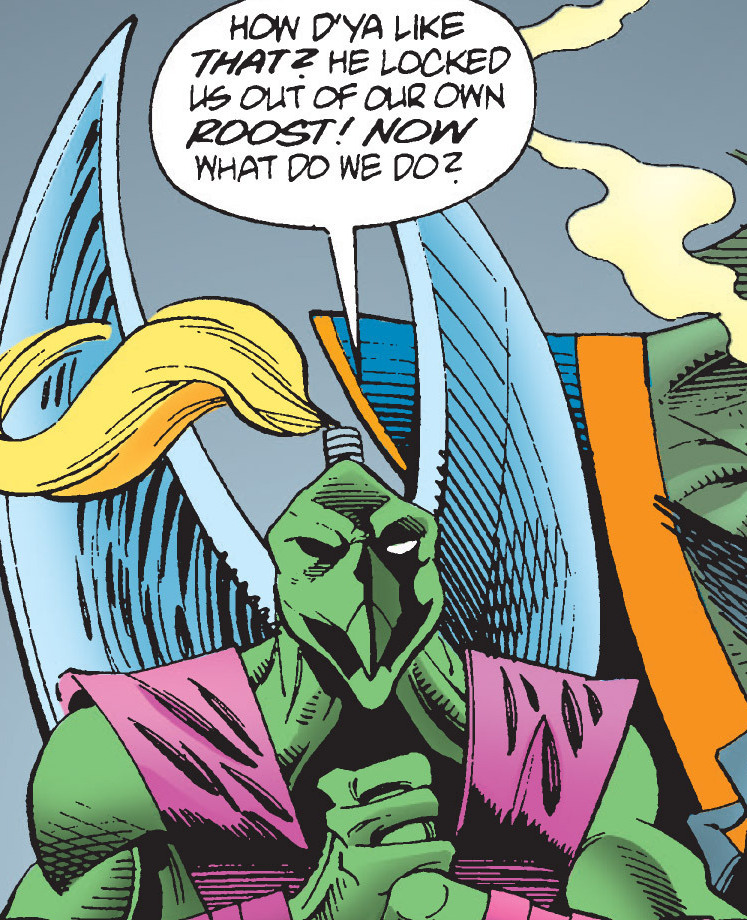 HOW D'YA LIKE
THAT? HE LOCKED
US OUT OF OUR OWN
ROOST! NOW
WHAT DO WE DO?